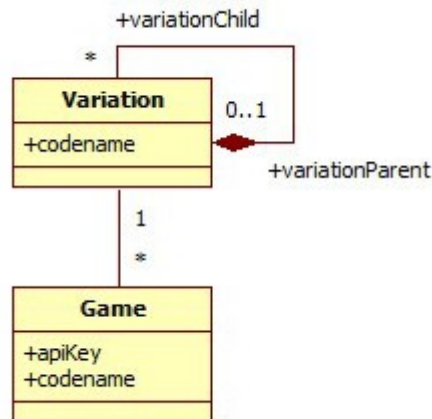 +variationChild
*
Variation
0..1
+codename
+variationParent
1
*
Game
+apiKey
+codename